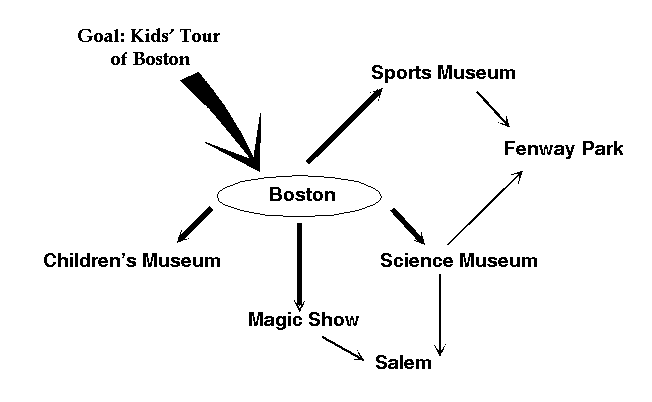 Goal: Kids' Tour
of Boston
Sports Museum
Fenway Park
Boston
Children's Museum
Science Museum
Magic Show
Salem